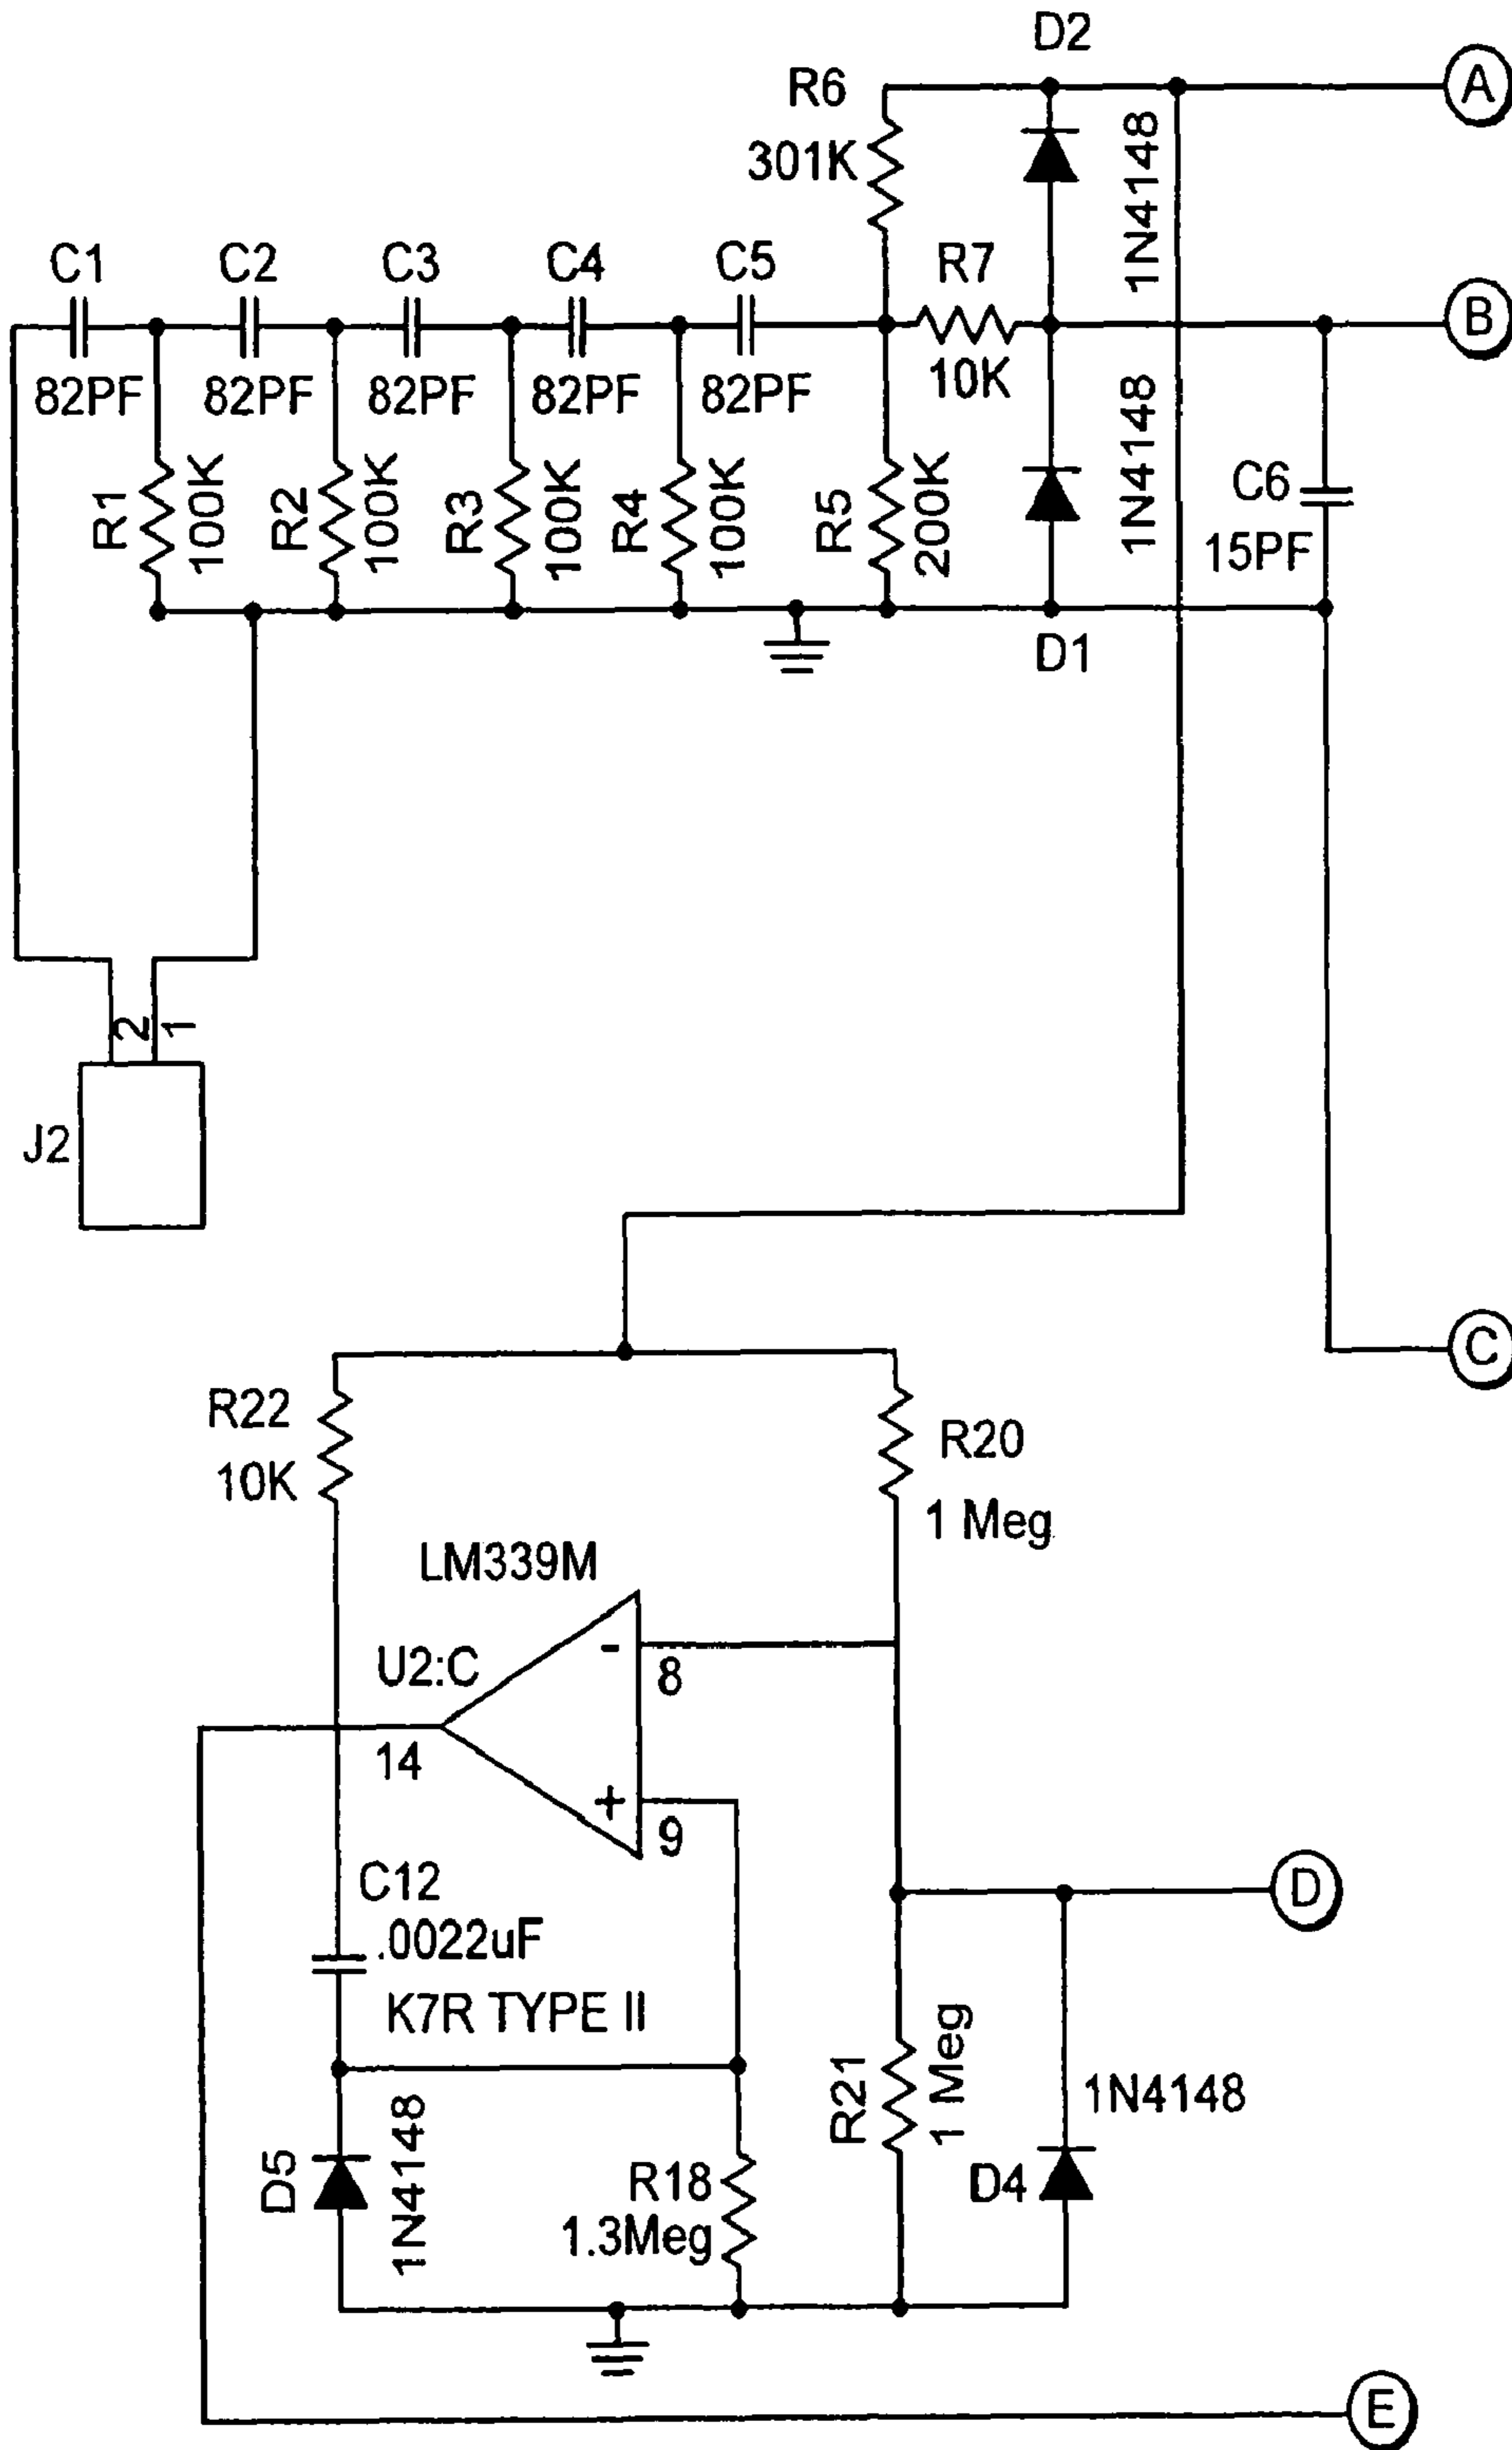 D2
A
R6
301K
1N4148
C1
C2
C3
C4
C5
R7
B
82PF
82PF
82PF
82PF
82PF
10K
R1
100K
R2
100K
R3
100K
R4
100K
R5
200K
1N4148
C6
15PF
D1
2
1
J2
C
R22
10K
R20
1 Meg
LM339M
U2:C
-
8
14
+
9
C12
.0022uF
K7R TYPE II
D
R21
1 Meg
1N4148
D5
1N4148
R18
1.3Meg
D4
E